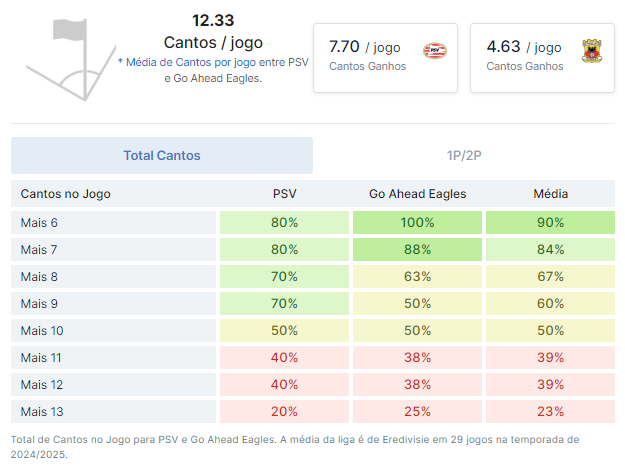 12.33
Cantos / jogo
* Média de Cantos por jogo entre PSV
e Go Ahead Eagles.
7.70 / jogo
Cantos Ganhos
PSV
4.63 / jogo
Cantos Ganhos
Total Cantos 1P/2P
Cantos no Jogo PSV Go Ahead Eagles Média
Mais 6 80% 100% 90%
Mais 7 80% 88% 84%
Mais 8 70% 63% 67%
Mais 9 70% 50% 60%
Mais 10 50% 50% 50%
Mais 11 40% 38% 39%
Mais 12 40% 38% 39%
Mais 13 20% 25% 23%
Total de Cantos no Jogo para PSV e Go Ahead Eagles. A média da liga é de Eredivisie em 29 jogos na temporada de
2024/2025.